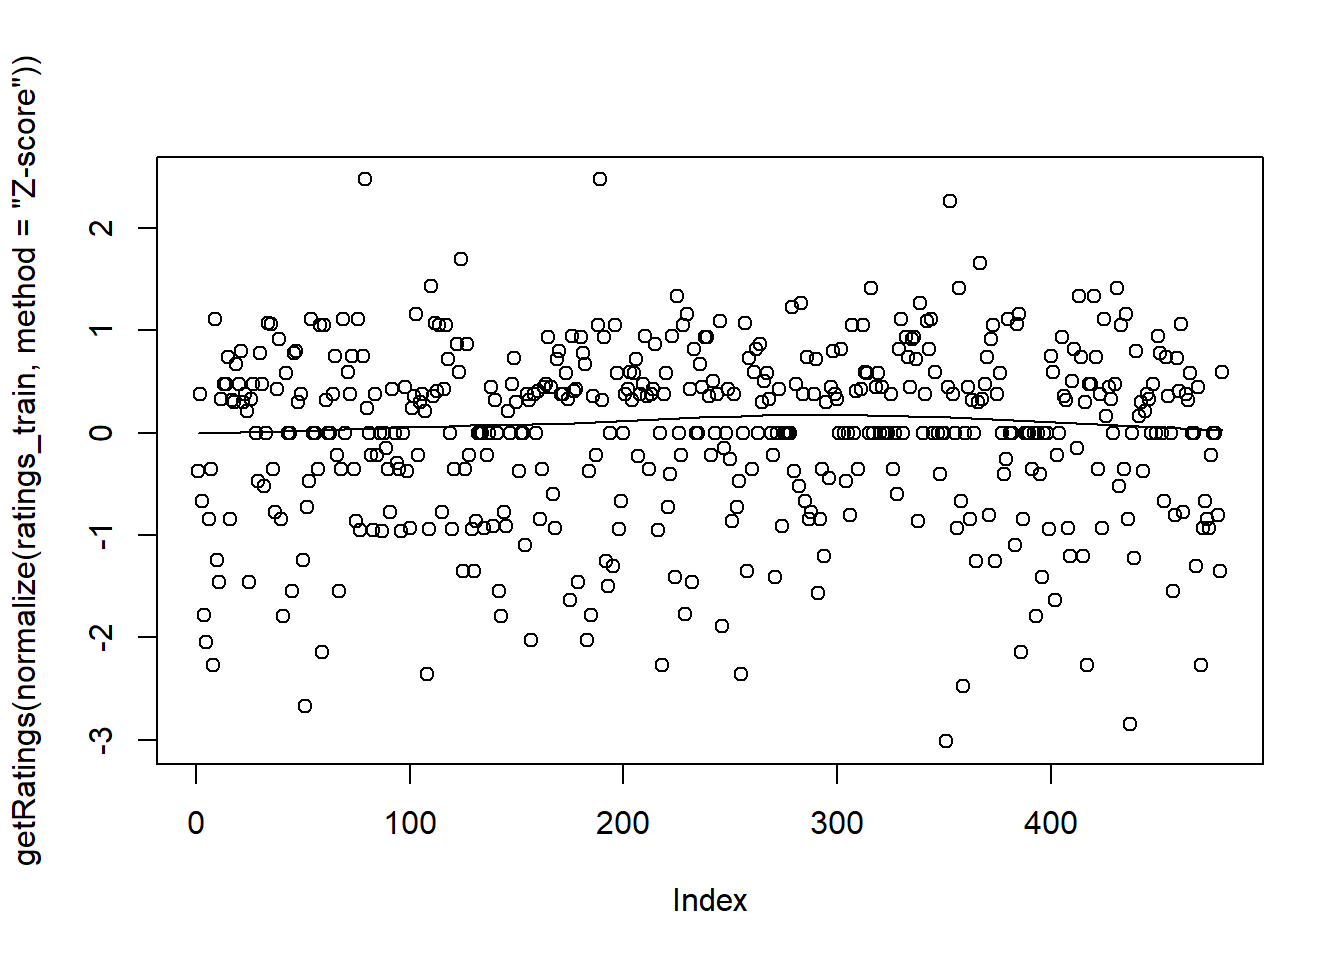 getRatings(normalize(ratings_train, method = "Z-score"))
2
1
0
-1
-2
-3
0 100 200 300 400
Index